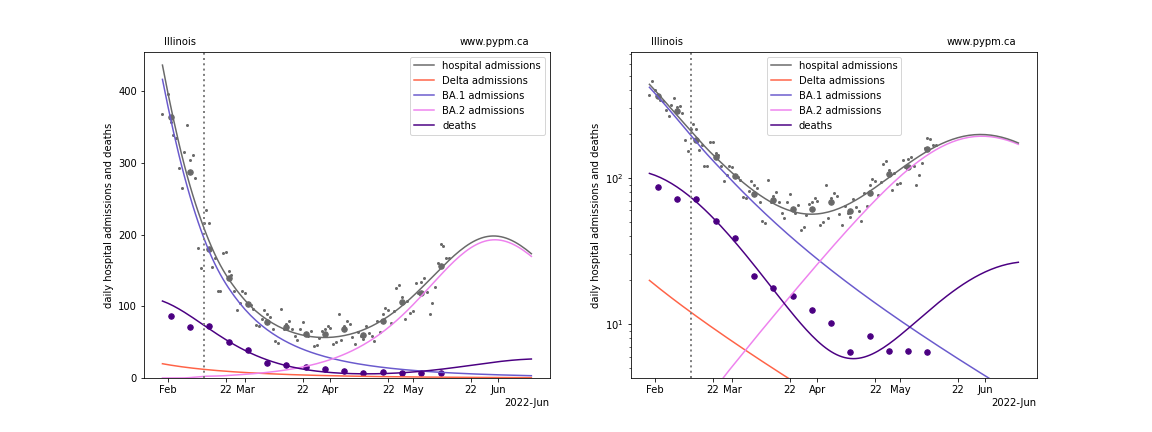 Illinois www.pypm.ca
hospital admissions
Delta admissions
BA.1 admissions
BA.2 admissions
deaths
daily hospital admissions and deaths
400
300
200
100
0
Feb 22 Mar 22 Apr 22 May 22 Jun
2022-Jun
Illinois www.pypm.ca
hospital admissions
Delta admissions
BA.1 admissions
BA.2 admissions
deaths
daily hospital admissions and deaths
10²
10¹
Feb 22 Mar 22 Apr 22 May 22 Jun
2022-Jun